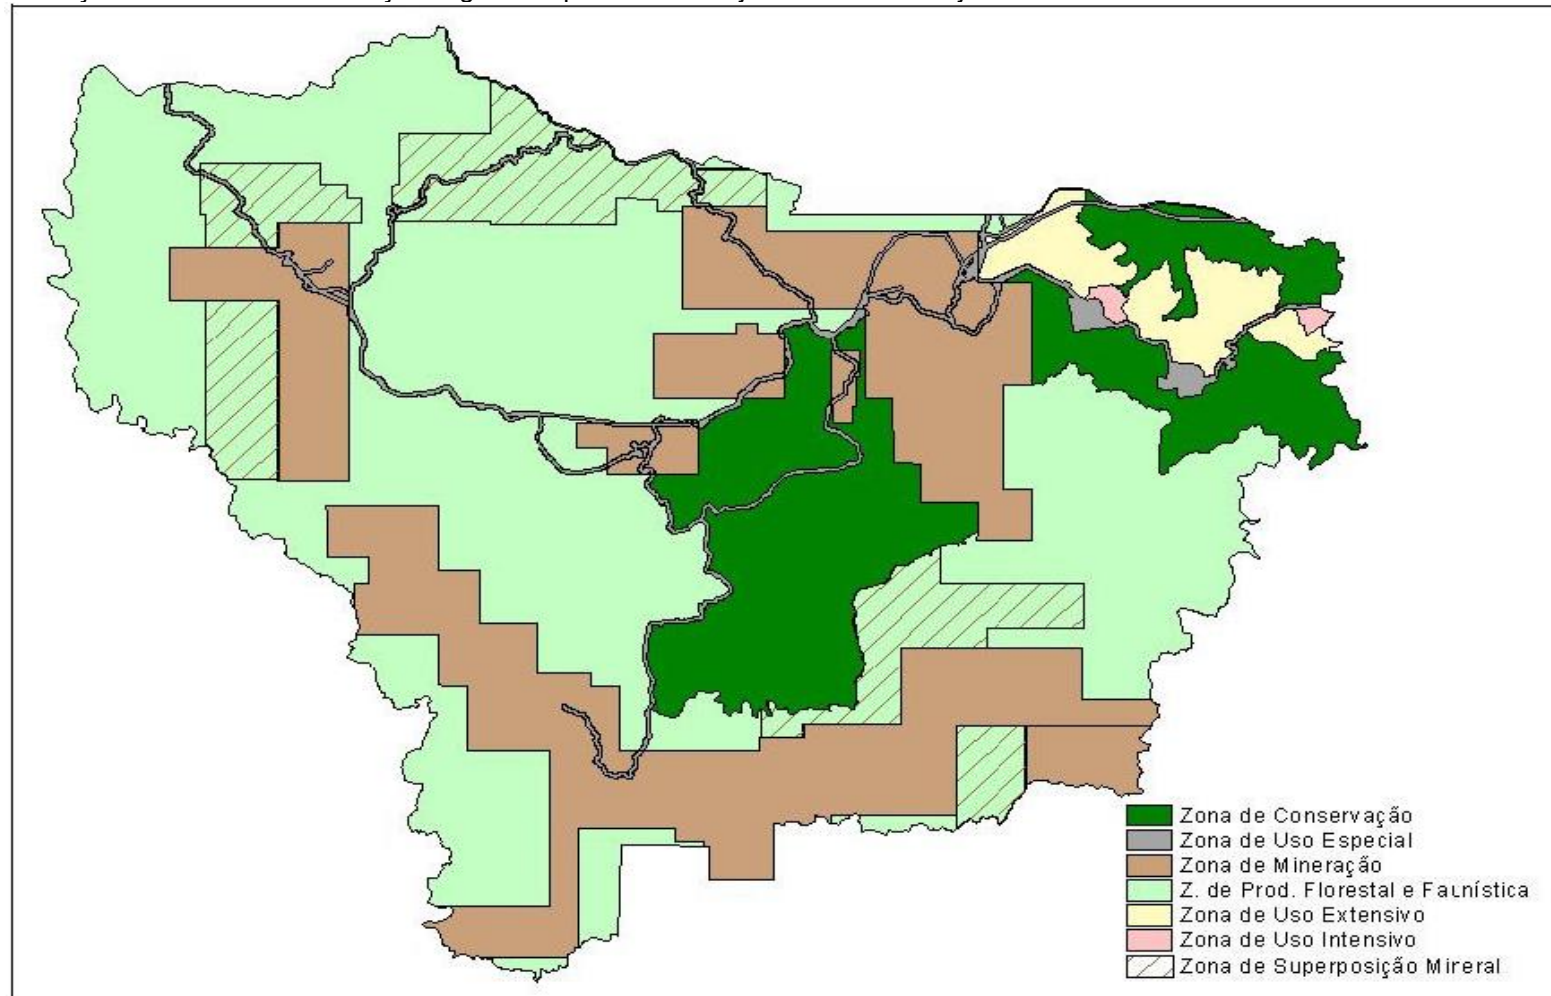 Zona de Conservação
Zona de Uso Especial
Zona de Mineração
Z. de Prod. Florestal e Faunística
Zona de Uso Extensivo
Zona de Uso Intensivo
Zona de Superposição Mireral